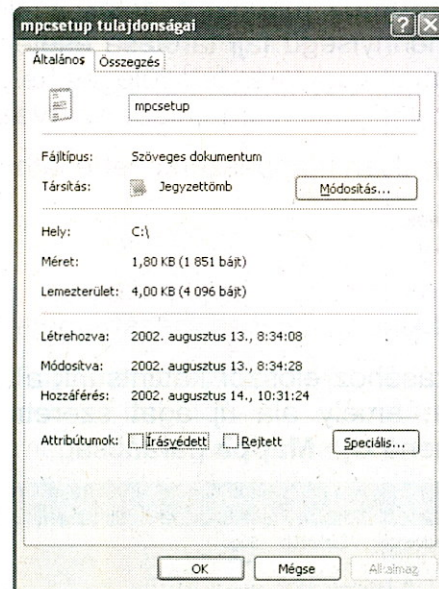 mpcsetup tulajdonságai
Általános Összegzés
mpcsetup
Fájltípus: Szöveges dokumentum
Társítás: Jegyzettömb Módosítás...
Hely: C:\
Méret: 1,80 KB (1 851 bájt)
Lemezterület: 4,00 KB (4 096 bájt)
Létrehozva: 2002. augusztus 13., 8:34:08
Módosítva: 2002. augusztus 13., 8:34:28
Hozzáférés: 2002. augusztus 14., 10:31:24
Attribútumok: Írásvédett Rejtett Speciális...
OK Mégse Alkalmaz